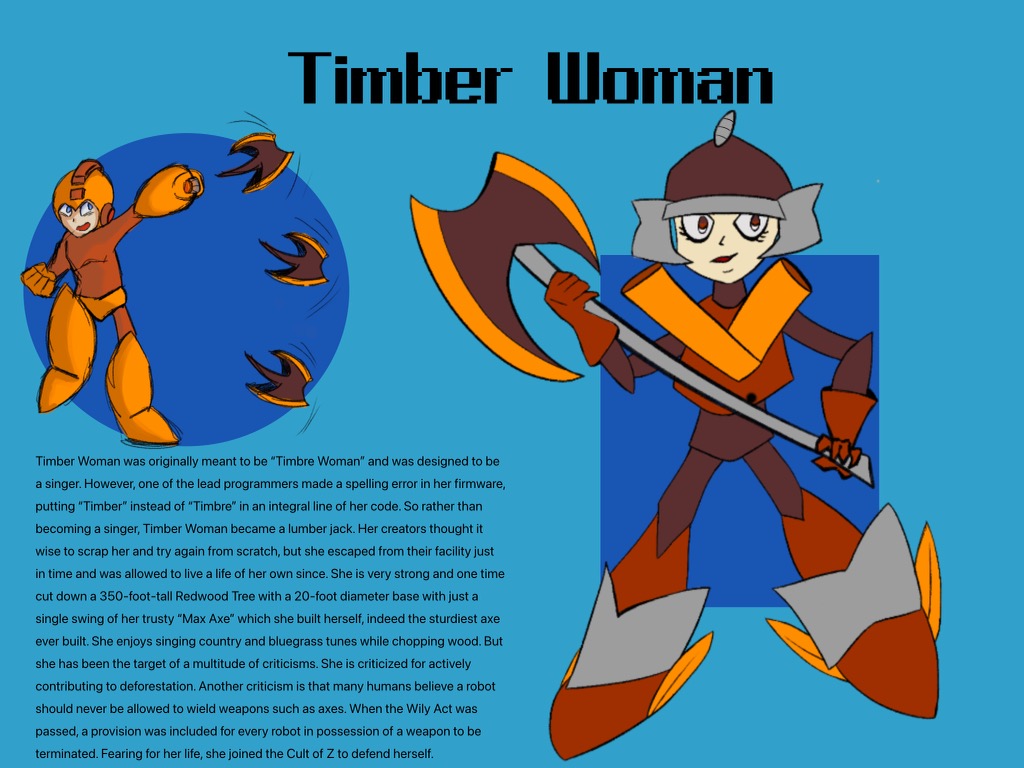 Timber Woman
Timber Woman was originally meant to be “Timbre Woman” and was designed to be
a singer. However, one of the lead programmers made a spelling error in her firmware,
putting “Timber” instead of “Timbre” in an integral line of her code. So rather than
becoming a singer, Timber Woman became a lumber jack. Her creators thought it
wise to scrap her and try again from scratch, but she escaped from their facility just
in time and was allowed to live a life of her own since. She is very strong and one time
cut down a 350-foot-tall Redwood Tree with a 20-foot diameter base with just a
single swing of her trusty “Max Axe” which she built herself, indeed the sturdiest axe
ever built. She enjoys singing country and bluegrass tunes while chopping wood. But
she has been the target of a multitude of criticisms. She is criticized for actively
contributing to deforestation. Another criticism is that many humans believe a robot
should never be allowed to wield weapons such as axes. When the Wily Act was
passed, a provision was included for every robot in possession of a weapon to be
terminated. Fearing for her life, she joined the Cult of Z to defend herself.